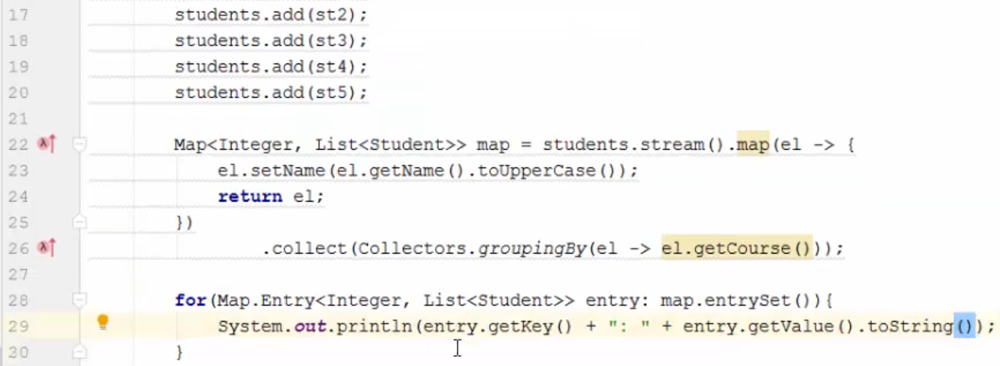 17 students.add(st2);
18 students.add(st3);
19 students.add(st4);
20 students.add(st5);
21
22 Map<Integer, List<Student>> map = students.stream().map(el -> {
23 el.setName(el.getName().toUpperCase());
24 return el;
25 })
26 .collect(Collectors.groupingBy(el -> el.getCourse()));
27
28 for(Map.Entry<Integer, List<Student>> entry: map.entrySet()){
29 System.out.println(entry.getKey() + ": " + entry.getValue().toString());
30 }